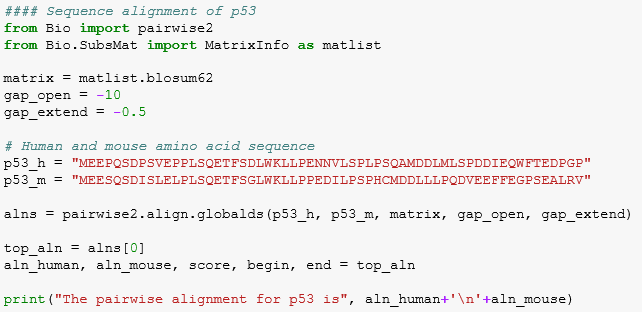 #### Sequence alignment of p53
from Bio import pairwise2
from Bio.SubsMat import MatrixInfo as matlist
matrix = matlist.blosum62
gap_open = -10
gap_extend = -0.5
# Human and mouse amino acid sequence
p53_h = "MEEPQSDPSVEPPLSQETFSDLWKLLPENNVLSPLPSQAMDDLMLSPDDIEQWFTEDPGP"
p53_m = "MEESQSDISLELPLSQETFSGLWKLLPPEDILPSPHCMDDLLLPQDVEEFFEGPSEALRV"
alns = pairwise2.align.globalds(p53_h, p53_m, matrix, gap_open, gap_extend)
top_aln = alns[0]
aln_human, aln_mouse, score, begin, end = top_aln
print("The pairwise alignment for p53 is", aln_human+'\n'+aln_mouse)